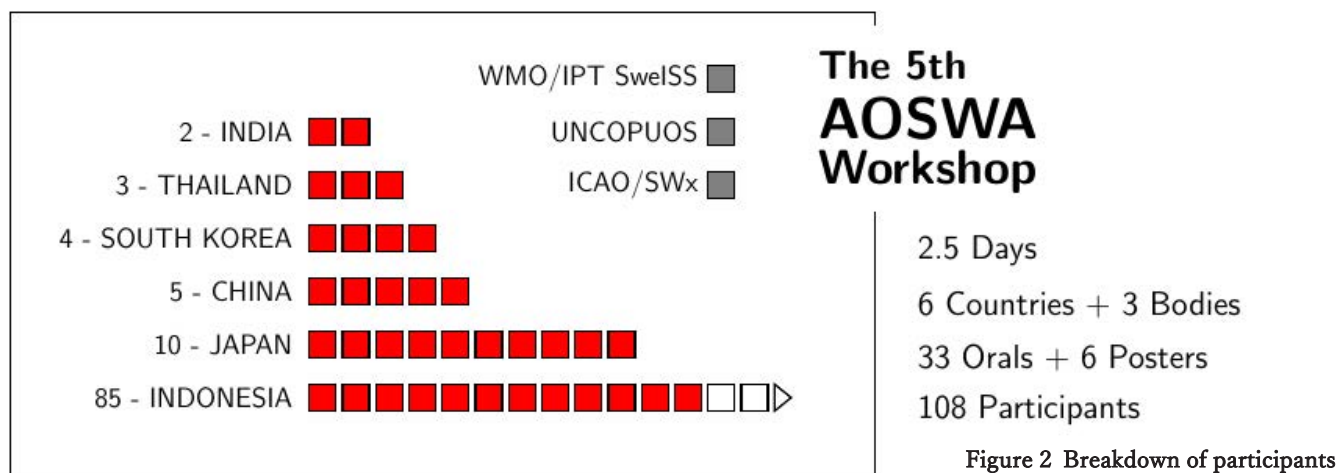 WMO/IPT SweISS
2 - INDIA
UNCOPUOS
3 - THAILAND
ICAO/SWx
4 - SOUTH KOREA
5 - CHINA
10 - JAPAN
85 - INDONESIA
The 5th
AOSWA
Workshop
2.5 Days
6 Countries + 3 Bodies
33 Orals + 6 Posters
108 Participants
Figure 2 Breakdown of participants